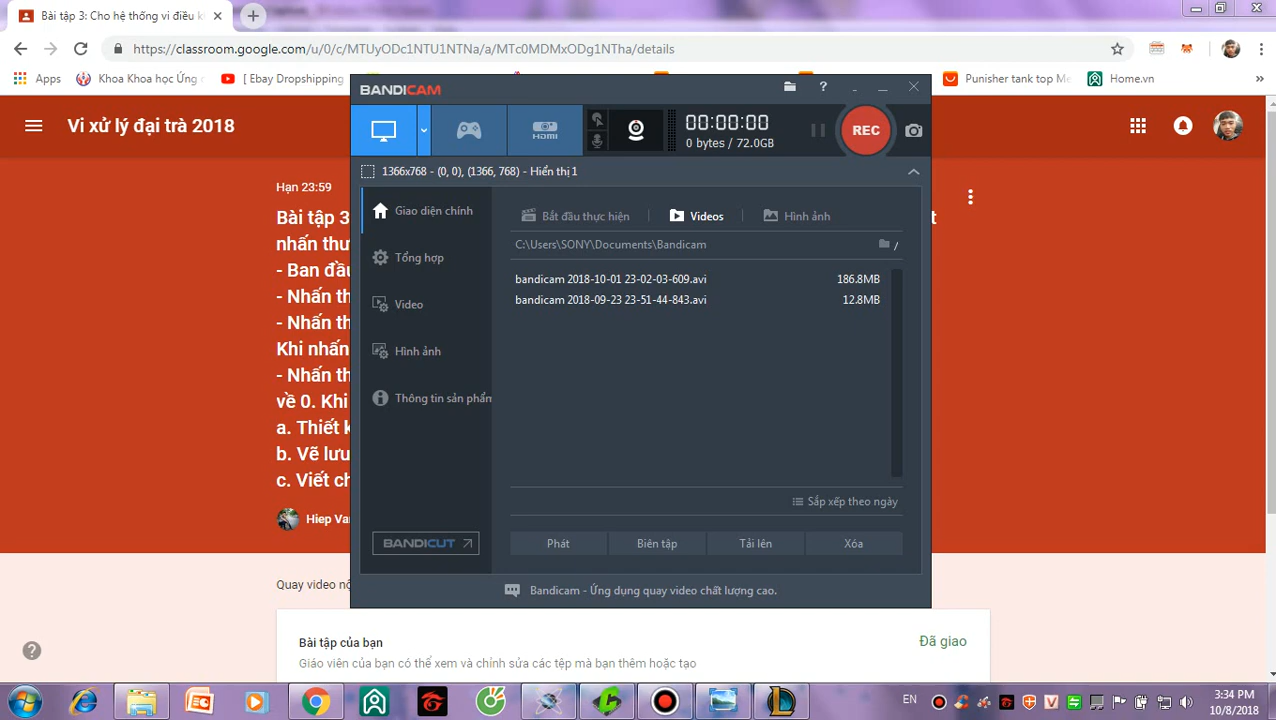 Bài tập 3: Cho hệ thống vi điều k
https://classroom.google.com/u/0/c/MTUyODc1NTU1NTNa/a/MTc0MDMxODg1NTha/details
Apps
Khoa Khoa học Ứng
Ebay Dropshipping
Punisher tank top Me
Home.vn
»
Vi xử lý đại trà 2018
Hạn 23:59
Bài tập 3
nhấn thư
- Ban đầu
- Nhấn th
- Nhấn th
Khi nhấn
- Nhấn th
về 0. Khi
a. Thiết k
b. Vẽ lưu
c. Viết ch
Hiep Va
Quay video nộ
Bài tập của bạn
Đã giao
Giáo viên của bạn có thể xem và chỉnh sửa các tệp mà bạn thêm hoặc tạo
BANDICAM
?
HDMI
00:00:00
0 bytes / 72.0GB
REC
1366x768 - (0, 0), (1366, 768) - Hiển thị 1
Giao diện chính
Tổng hợp
Video
Hình ảnh
Thông tin sản phẩm
BANDICUT
Bắt đầu thực hiện
Videos
Hình ảnh
C:\Users\SONY\Documents\Bandicam
/
bandicam 2018-10-01 23-02-03-609.avi 186.8MB
bandicam 2018-09-23 23-51-44-843.avi 12.8MB
Sắp xếp theo ngày
Phát
Biên tập
Tải lên
Xóa
Bandicam - Ứng dụng quay video chất lượng cao.
EN
3:34 PM
10/8/2018